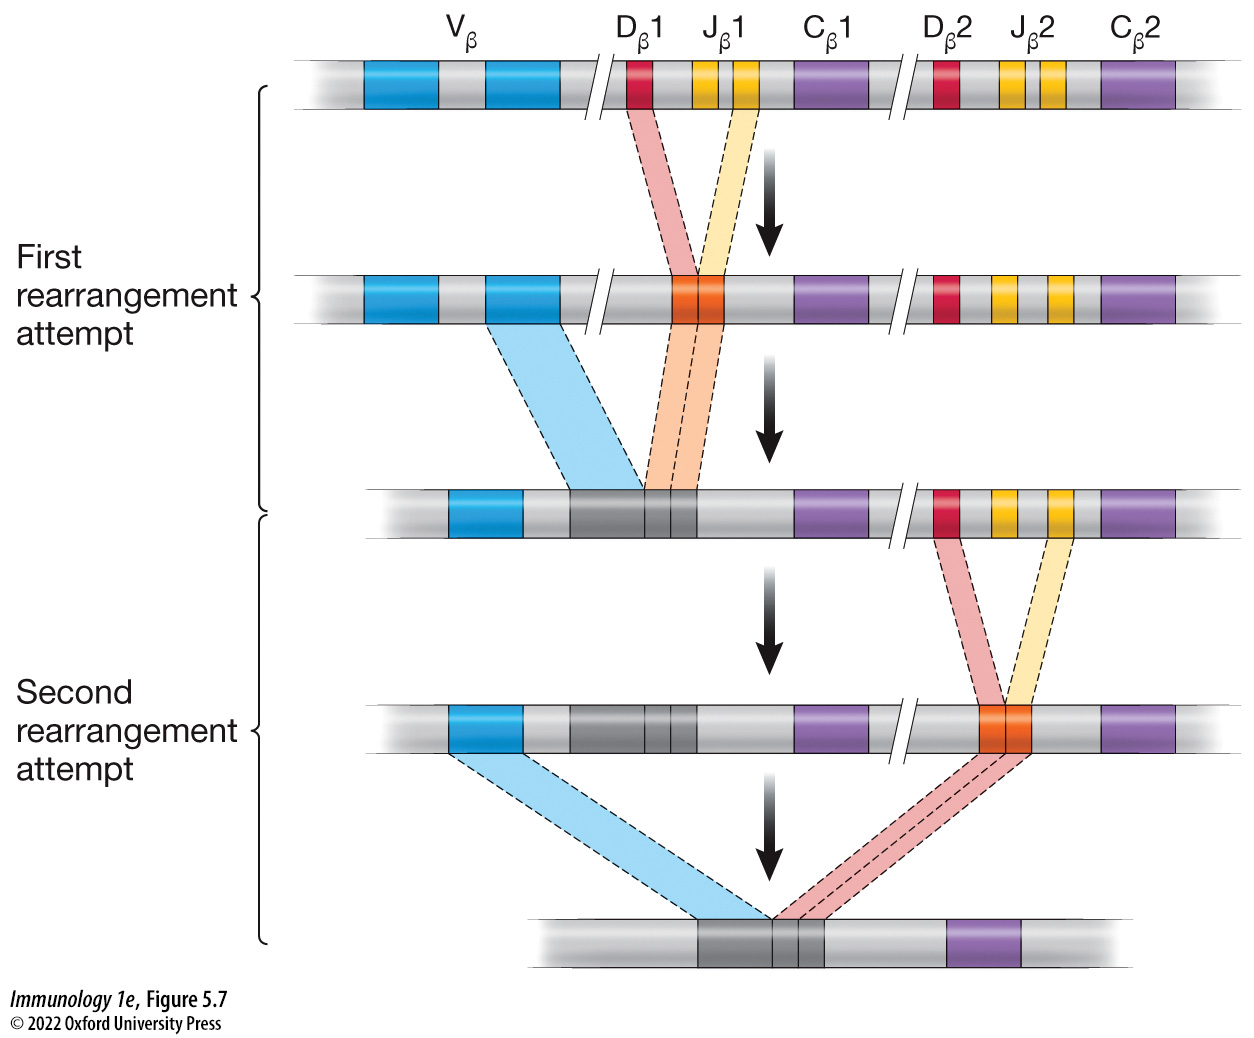 Vβ Dβ1 Jβ1 Cβ1 Dβ2 Jβ2 Cβ2
First
rearrangement
attempt
Second
rearrangement
attempt
Immunology 1e, Figure 5.7
© 2022 Oxford University Press